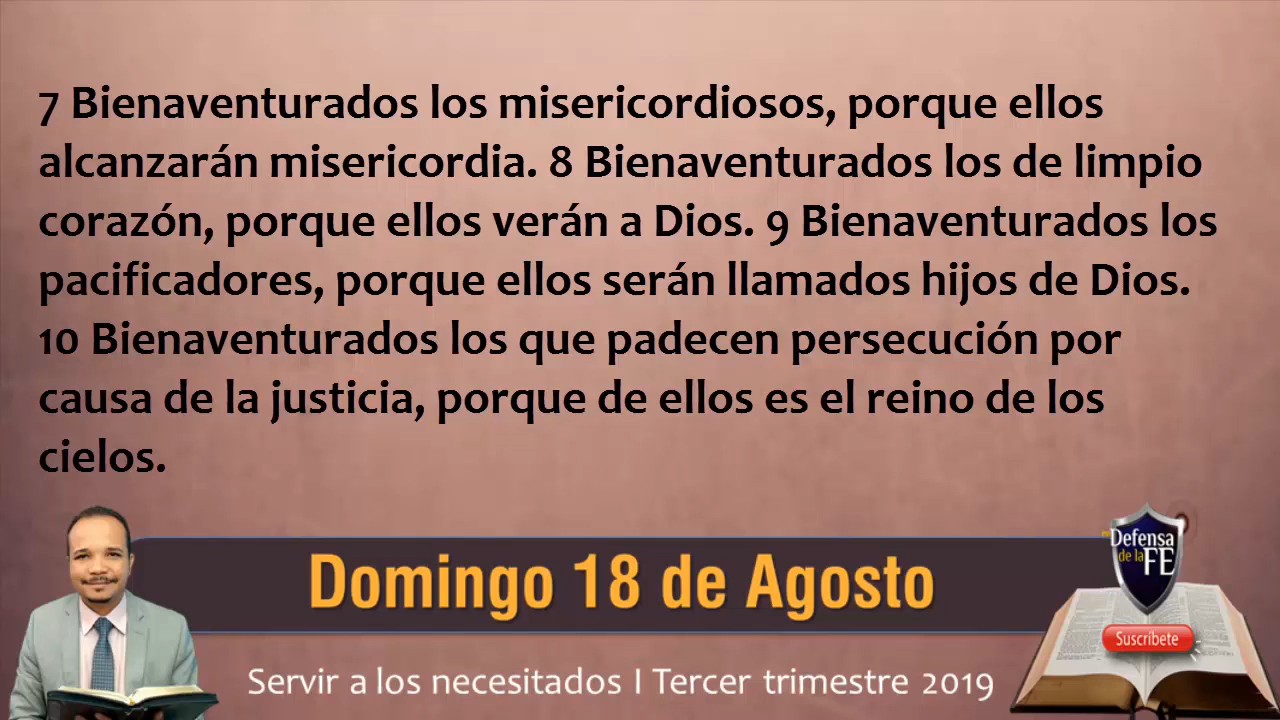 7 Bienaventurados los misericordiosos, porque ellos
alcanzarán misericordia. 8 Bienaventurados los de limpio
corazón, porque ellos verán a Dios. 9 Bienaventurados los
pacificadores, porque ellos serán llamados hijos de Dios.
10 Bienaventurados los que padecen persecución por
causa de la justicia, porque de ellos es el reino de los
cielos.
Defensa
de la FE
Domingo 18 de Agosto
Suscríbete
Servir a los necesitados I Tercer trimestre 2019